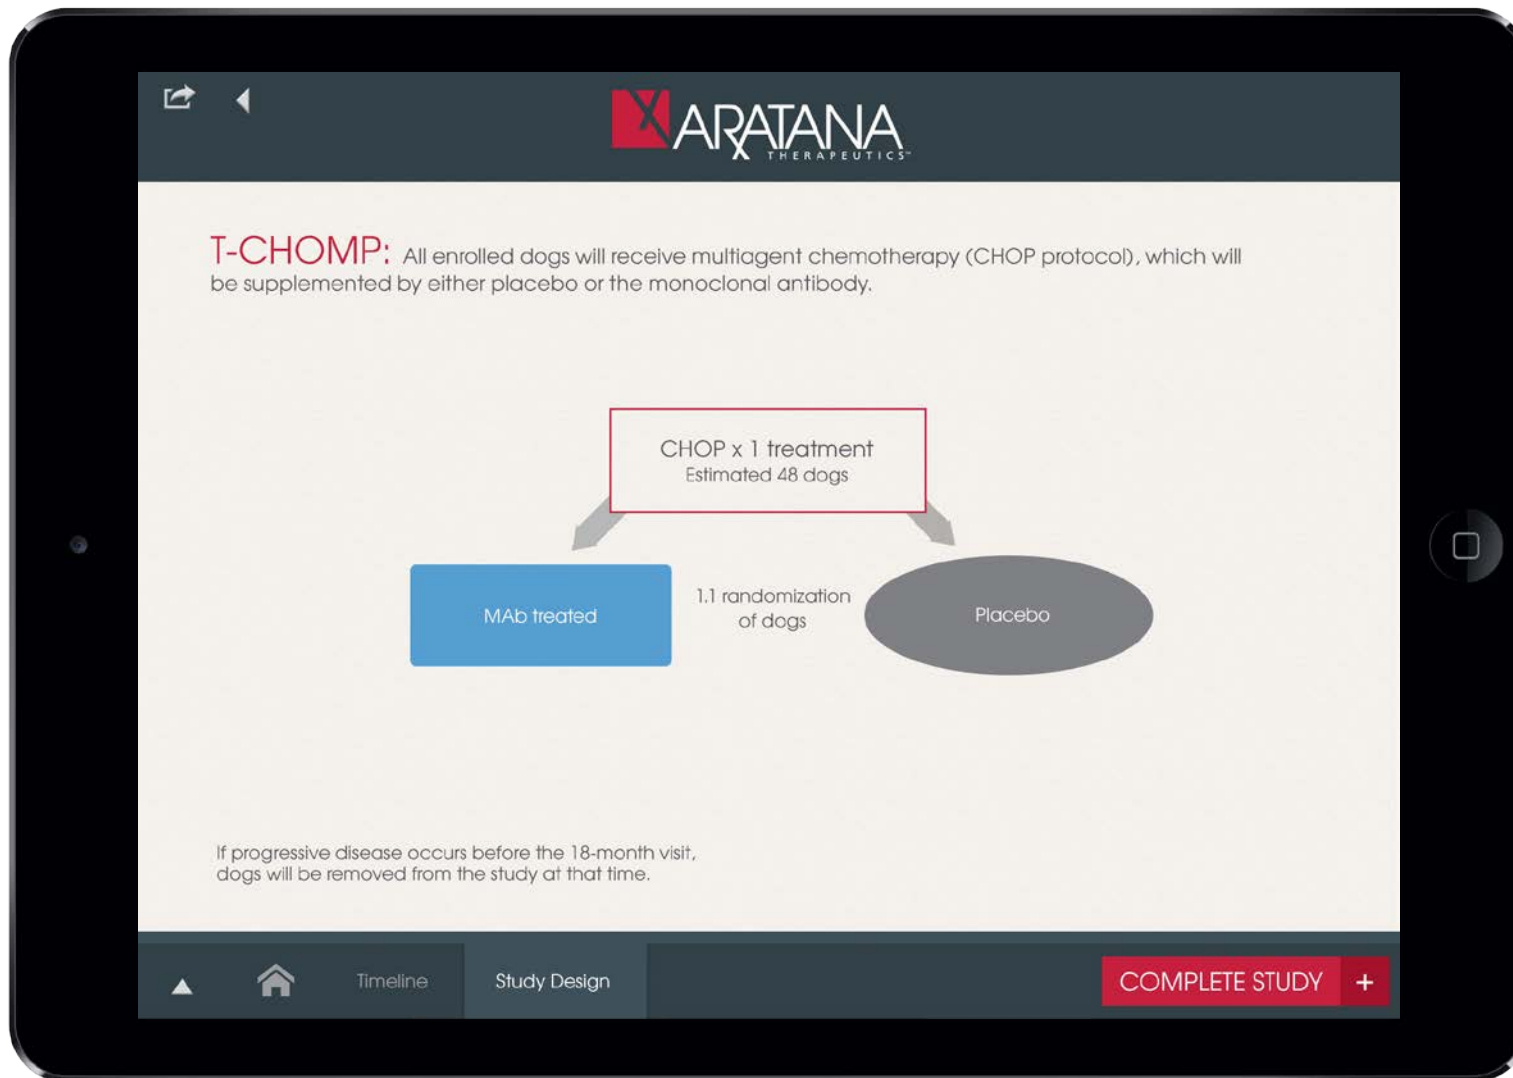 ARATANA
THERAPEUTICS™
T-CHOMP: All enrolled dogs will receive multiagent chemotherapy (CHOP protocol), which will
be supplemented by either placebo or the monoclonal antibody.
CHOP x 1 treatment
Estimated 48 dogs
MAb treated
1.1 randomization
of dogs
Placebo
If progressive disease occurs before the 18-month visit,
dogs will be removed from the study at that time.
Timeline
Study Design
COMPLETE STUDY +